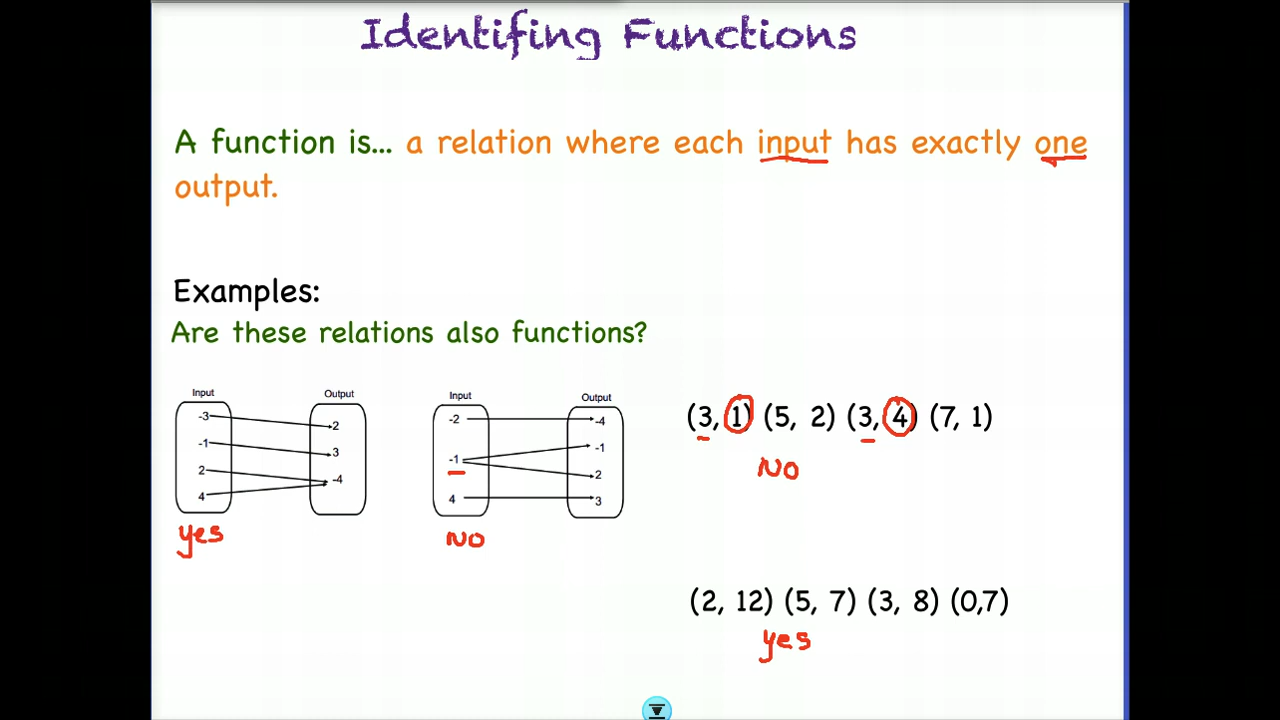 Identifing Functions
A function is... a relation where each input has exactly one
output.
Examples:
Are these relations also functions?
Input
Output
-3
-1
2
4
2
3
-4
yes
Input
Output
-2
-1
4
-4
-1
2
3
NO
(3, 1) (5, 2) (3, 4) (7, 1)
NO
(2, 12) (5, 7) (3, 8) (0,7)
yes